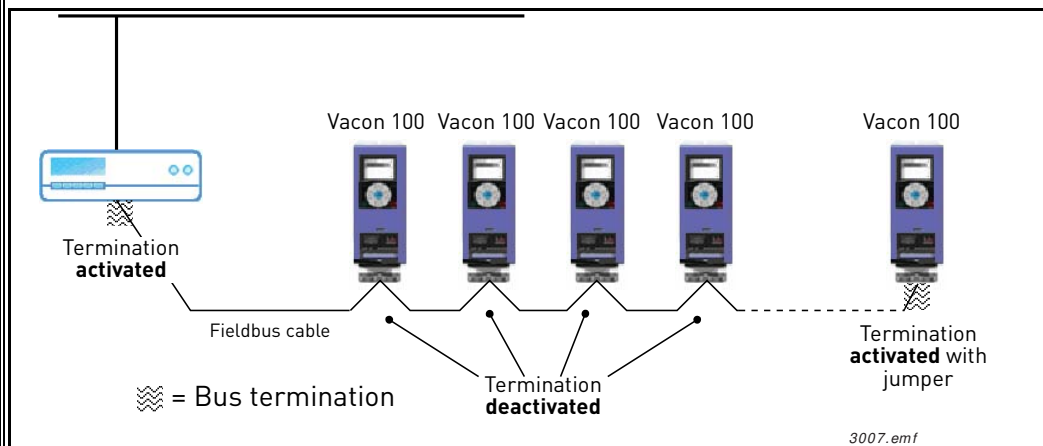 Vacon 100 Vacon 100 Vacon 100 Vacon 100 Vacon 100
Termination
activated
Fieldbus cable
Termination
deactivated
Termination
activated with
jumper
= Bus termination
3007.emf